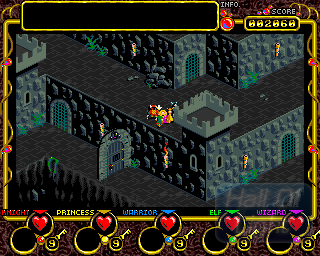 INFO.
SCORE
002060
KNIGHT PRINCESS WARRIOR ELF WIZARD
9 9 9 9 9